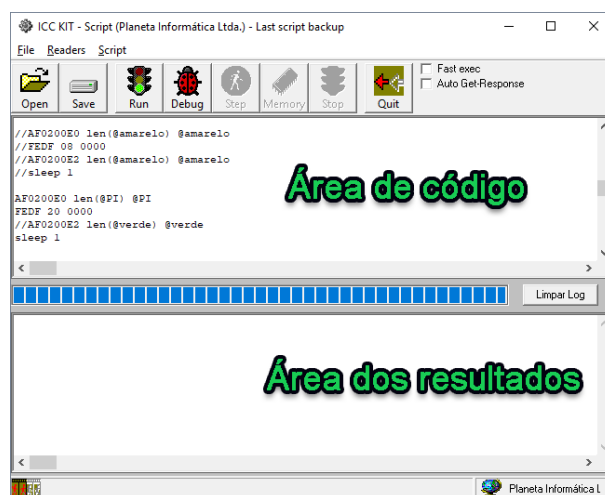 ICC KIT - Script (Planeta Informática Ltda.) - Last script backup
File Readers Script
Open Save Run Debug Step Memory Stop Quit
Fast exec
Auto Get-Response
//AF0200E0 len(@amarelo) @amarelo
//FEDF 08 0000
//AF0200E2 len(@amarelo) @amarelo
//sleep 1
Área de código
AF0200E0 len(@PI) @PI
FEDF 20 0000
//AF0200E2 len(@verde) @verde
sleep 1
Limpar Log
Área dos resultados
Planeta Informática L